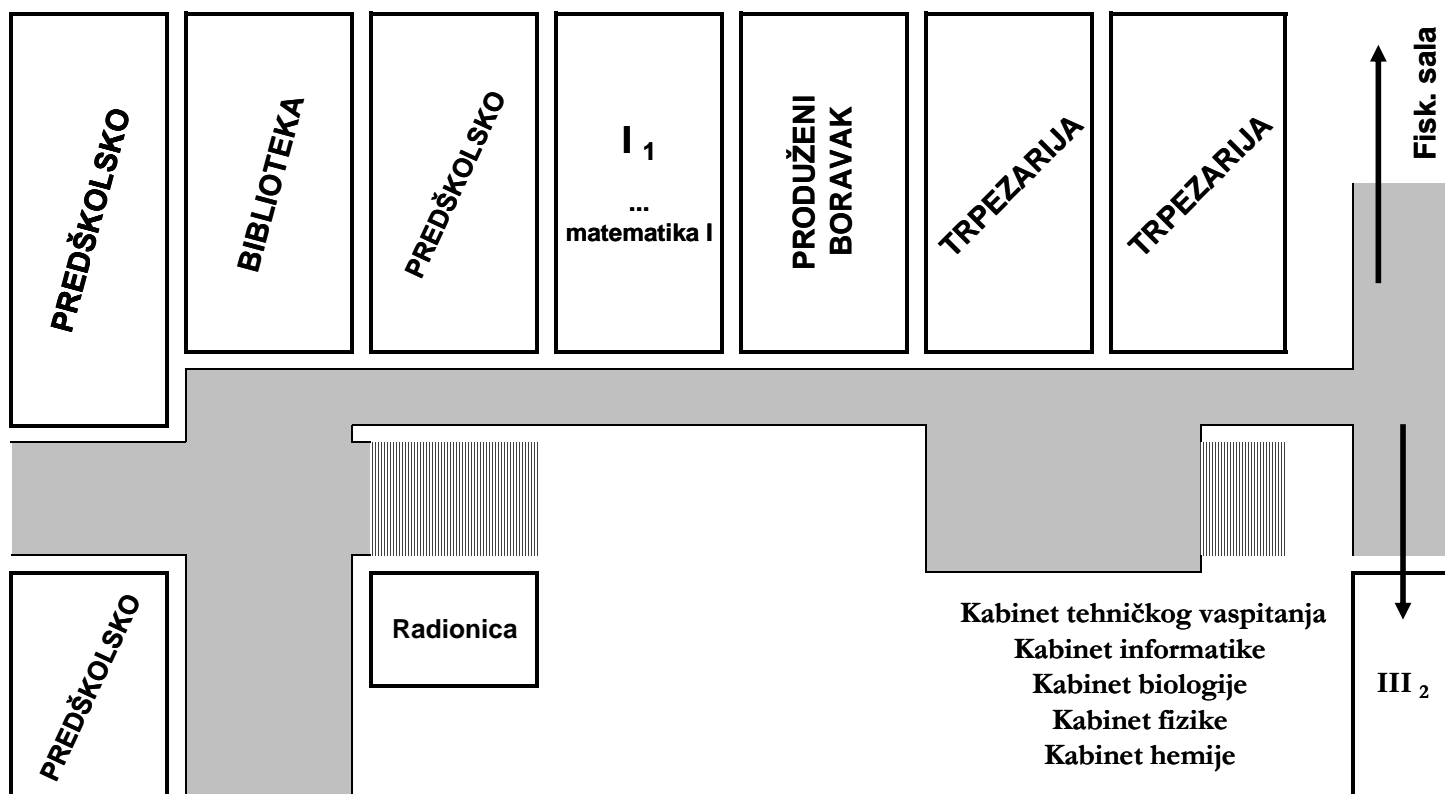 PREDŠKOLSKO
BIBLIOTEKA
PREDŠKOLSKO
I 1
...
matematika I
PRODUŽENI
BORAVAK
TRPEZARIJA
TRPEZARIJA
Fisk. sala
PREDŠKOLSKO
Radionica
Kabinet tehničkog vaspitanja
Kabinet informatike
Kabinet biologije
Kabinet fizike
Kabinet hemije
III 2